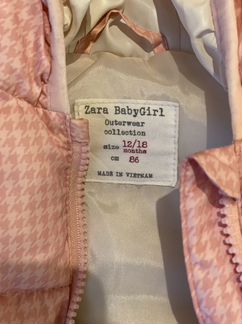 Zara BabyGirl
Outerwear
collection
size 12/18
months
cm 86
MADE IN VIETNAM